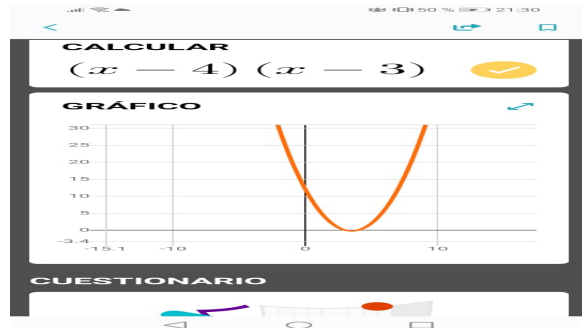 50 % 21:30
CALCULAR
(x − 4) (x − 3)
GRÁFICO
30
25
20
15
10
5
0
-3.4
-15.1 -10 0 10
CUESTIONARIO